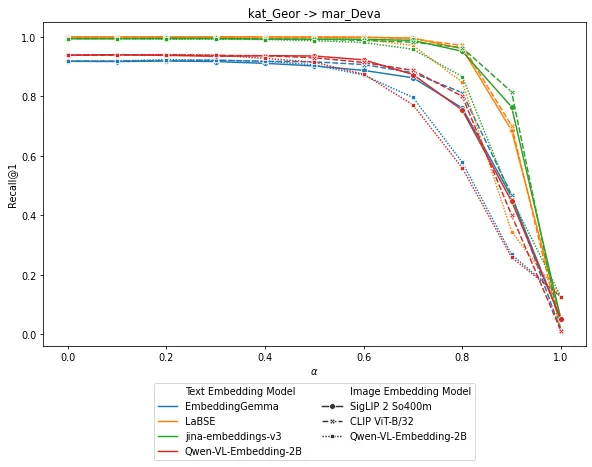 kat_Geor -> mar_Deva
Recall@1
1.0
0.8
0.6
0.4
0.2
0.0
0.0 0.2 0.4 0.6 0.8 1.0
α
Text Embedding Model
EmbeddingGemma
LaBSE
jina-embeddings-v3
Qwen-VL-Embedding-2B
Image Embedding Model
SigLIP 2 So400m
CLIP ViT-B/32
Qwen-VL-Embedding-2B